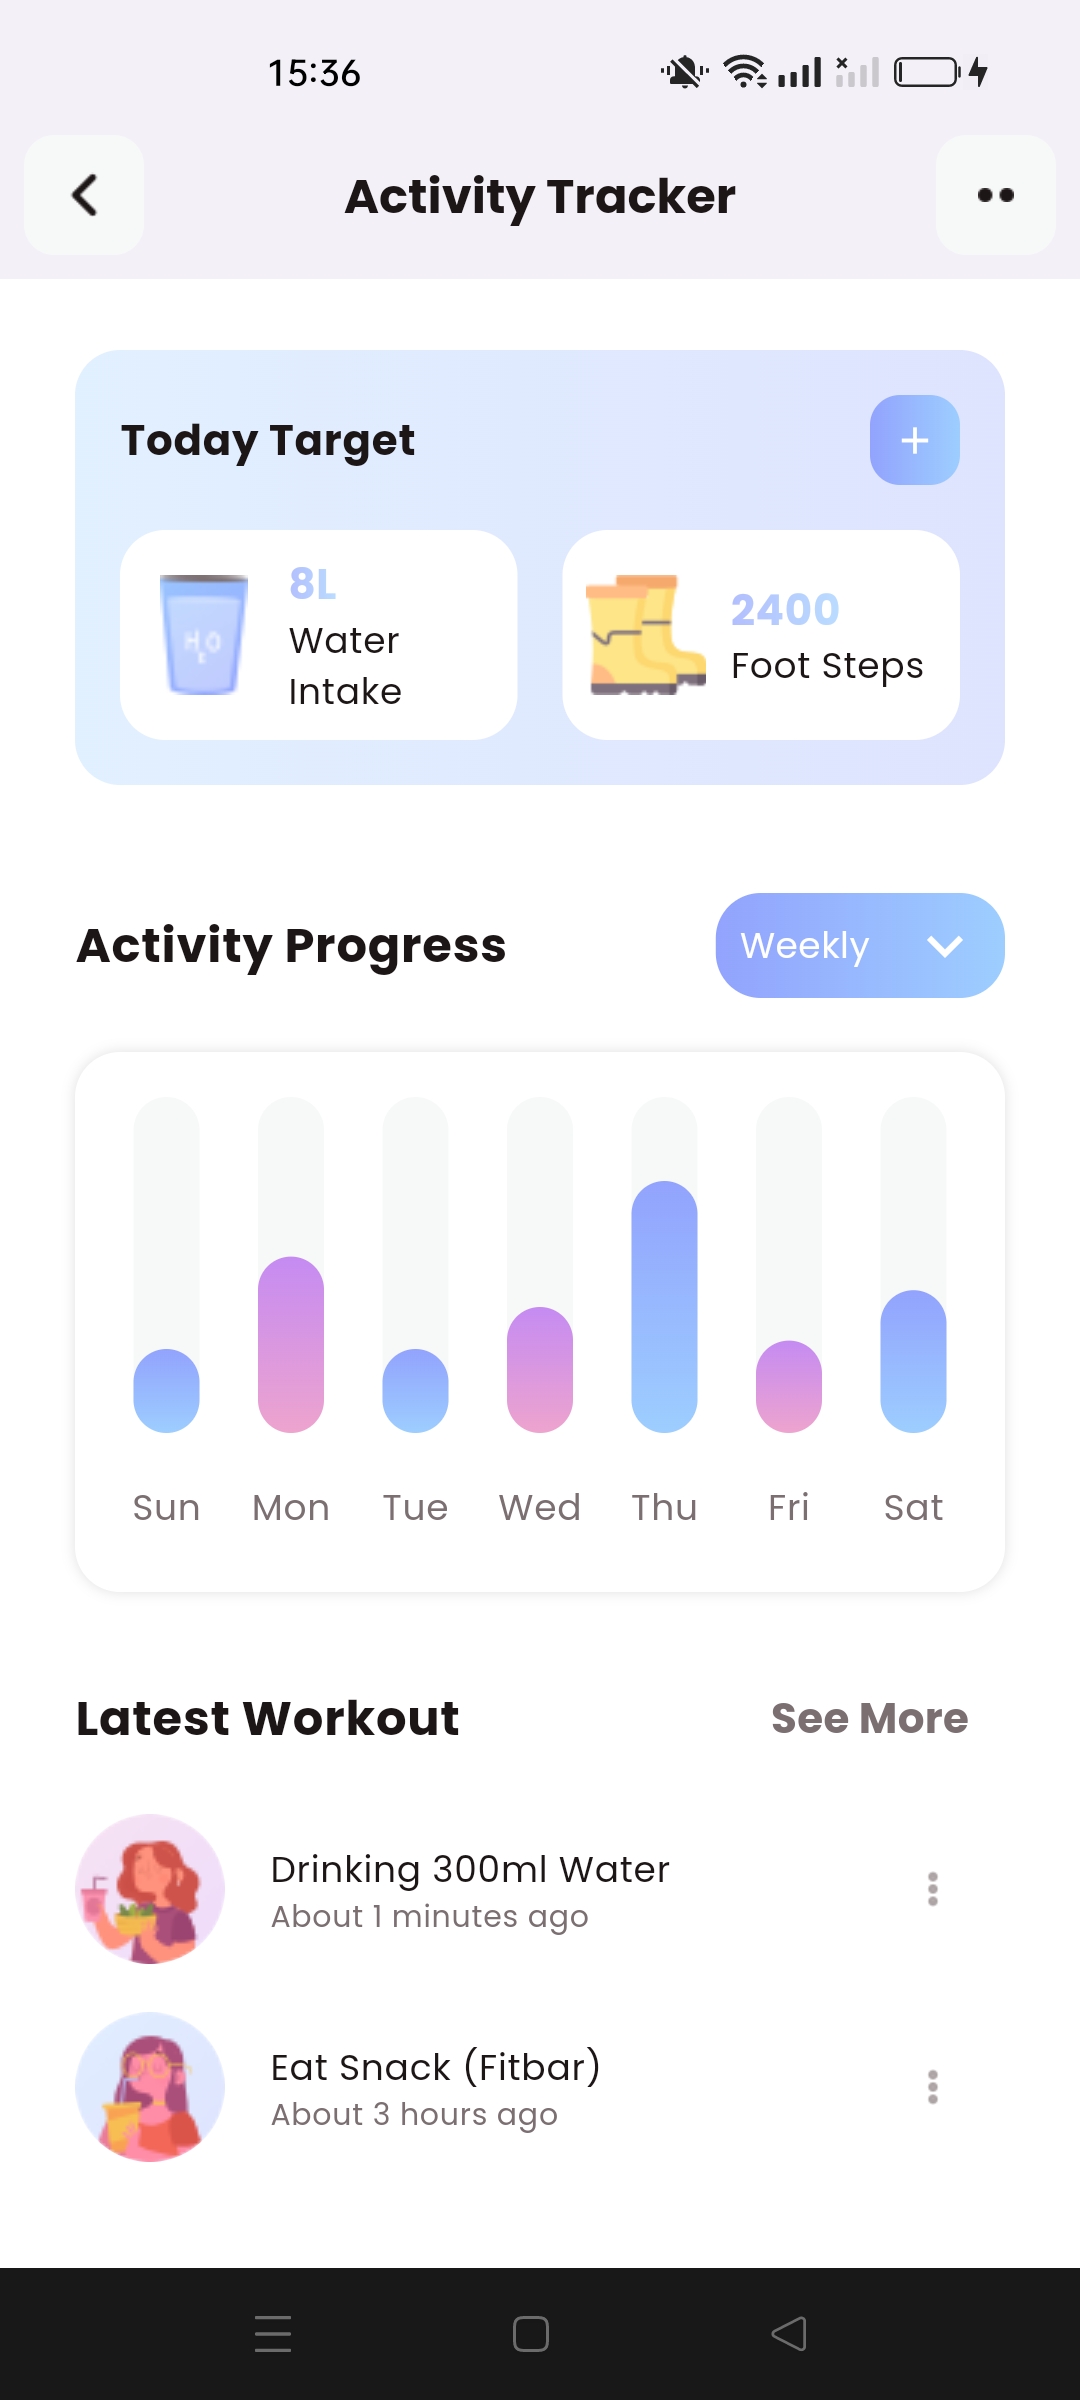 15:36
Activity Tracker
Today Target
8L
Water
Intake
2400
Foot Steps
Activity Progress
Weekly
Sun Mon Tue Wed Thu Fri Sat
Latest Workout
See More
Drinking 300ml Water
About 1 minutes ago
Eat Snack (Fitbar)
About 3 hours ago